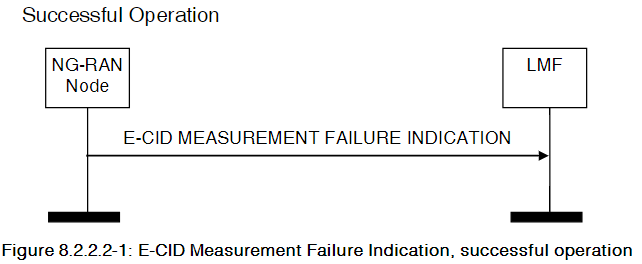 Successful Operation
NG-RAN
Node
LMF
E-CID MEASUREMENT FAILURE INDICATION
Figure 8.2.2.2-1: E-CID Measurement Failure Indication, successful operation